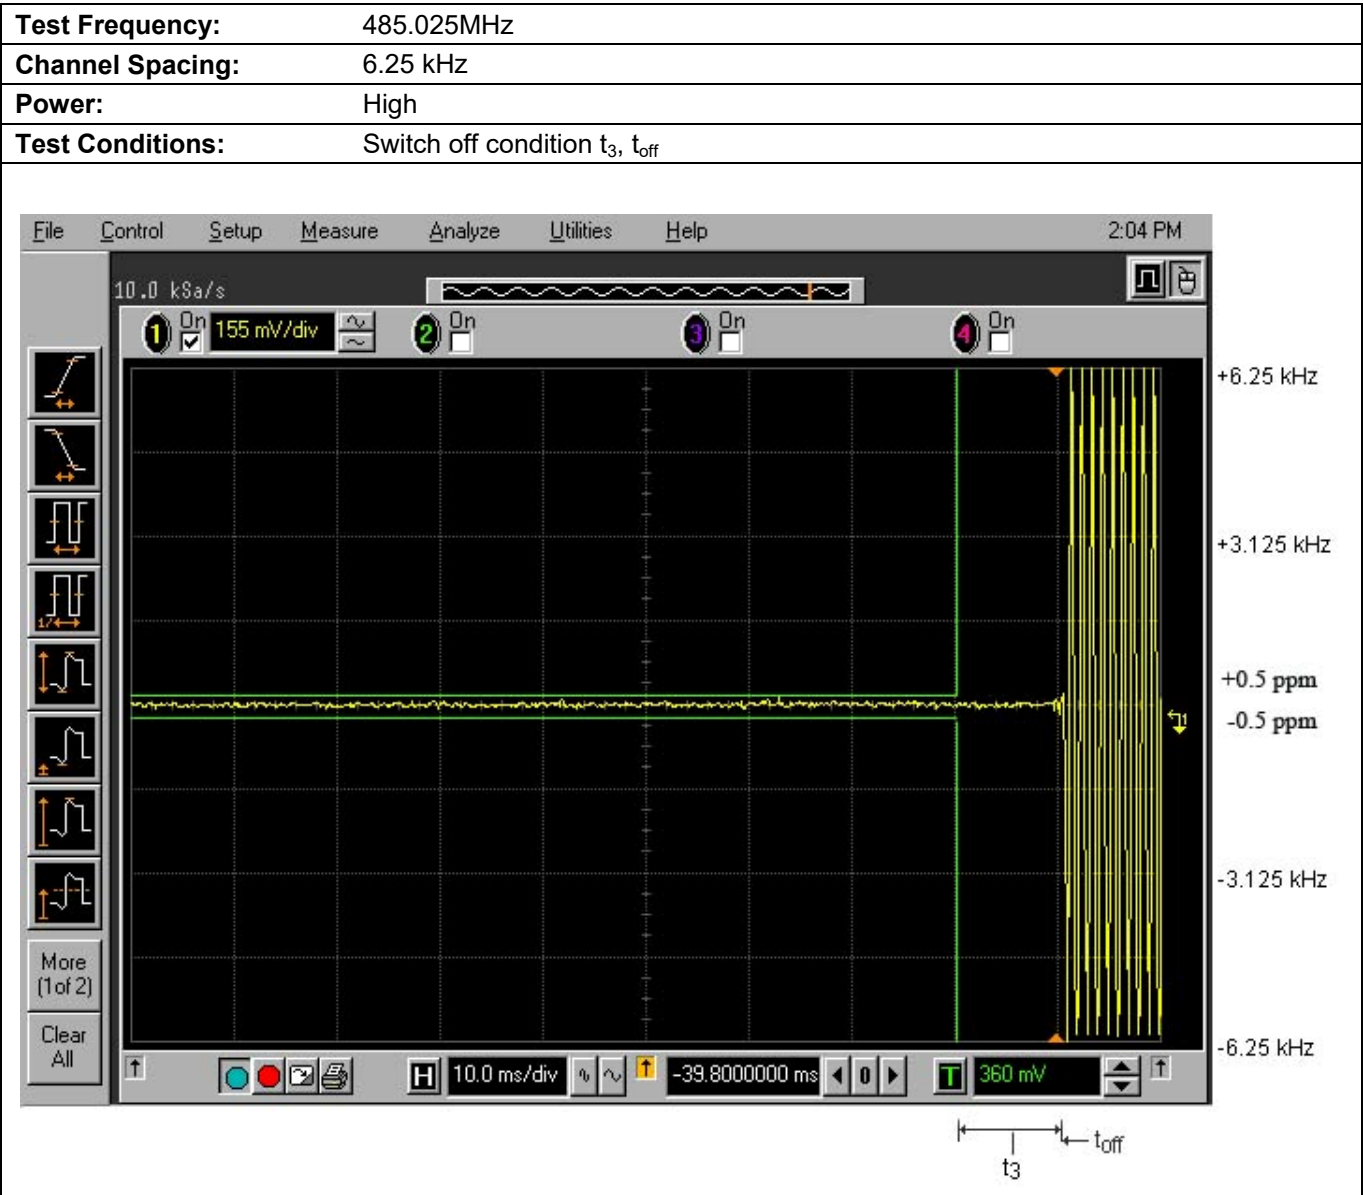 Test Frequency: 485.025MHz
Channel Spacing: 6.25 kHz
Power: High
Test Conditions: Switch off condition t3, toff
File Control Setup Measure Analyze Utilities Help 2:04 PM
10.0 kSa/s
1 On 155 mV/div 2 On 3 On 4 On
+6.25 kHz
+3.125 kHz
1/
+0.5 ppm
-0.5 ppm
1
-3.125 kHz
More
(1of 2)
Clear
All
-6.25 kHz
H 10.0 ms/div -39.8000000 ms 0 T 360 mV
toff
t3